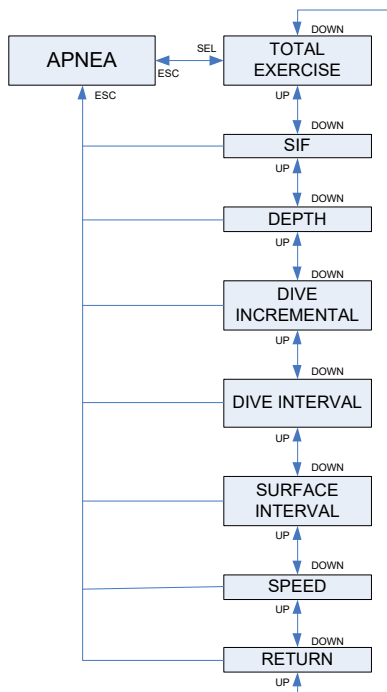 DOWN
APNEA
SEL
TOTAL
EXERCISE
ESC
ESC
UP
DOWN
SIF
UP
DOWN
DEPTH
UP
DOWN
DIVE
INCREMENTAL
UP
DOWN
DIVE INTERVAL
UP
DOWN
SURFACE
INTERVAL
UP
DOWN
SPEED
UP
DOWN
RETURN
UP